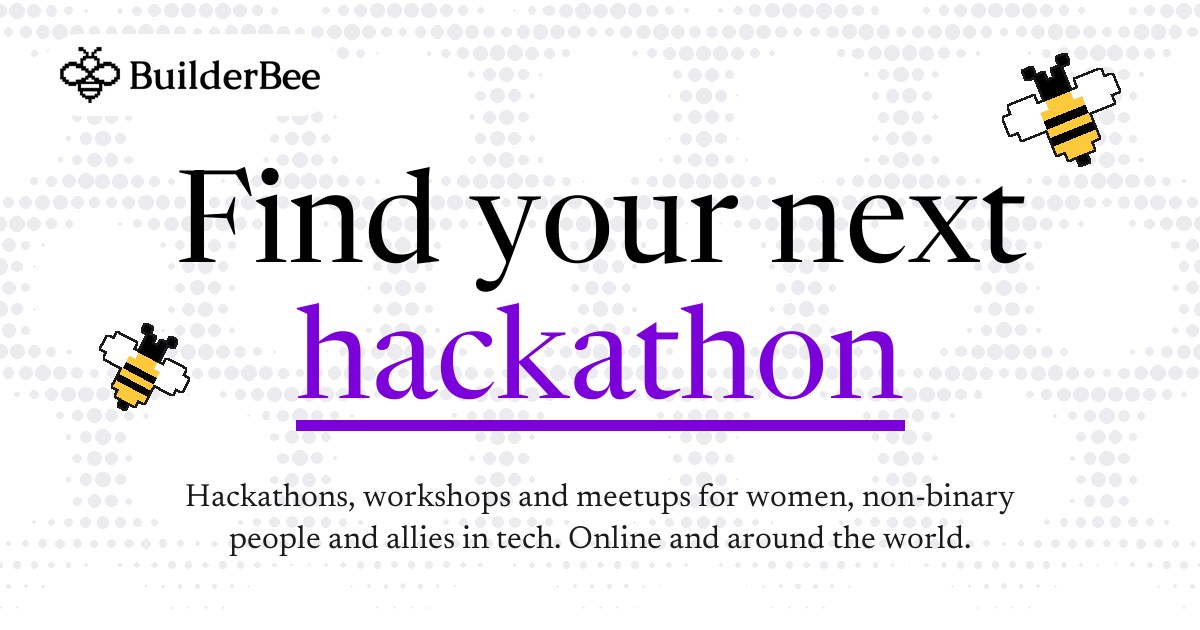 BuilderBee
Find your next
hackathon
Hackathons, workshops and meetups for women, non-binary
people and allies in tech. Online and around the world.